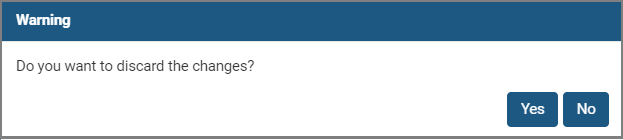 Warning
Do you want to discard the changes?
Yes No